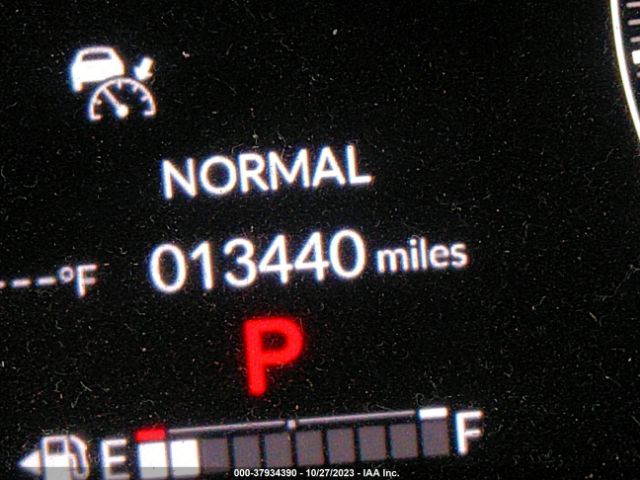 NORMAL
---°F 013440 miles
P
E F
000-37934390 - 10/27/2023 - IAA Inc.